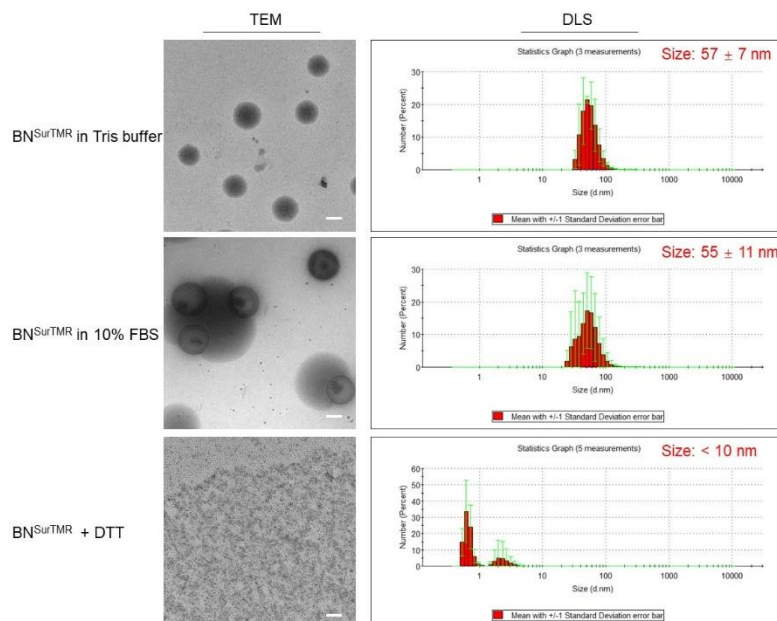 TEM
DLS
BN^SurTMR in Tris buffer
Statistics Graph (3 measurements)
Size: 57 ± 7 nm
Number (Percent)
30
20
10
0
1 10 100 1000 10000
Size (d.nm)
Mean with +/-1 Standard Deviation error bar
BN^SurTMR in 10% FBS
Statistics Graph (3 measurements)
Size: 55 ± 11 nm
Number (Percent)
30
20
10
0
1 10 100 1000 10000
Size (d.nm)
Mean with +/-1 Standard Deviation error bar
BN^SurTMR + DTT
Statistics Graph (5 measurements)
Size: < 10 nm
Number (Percent)
60
50
40
30
20
10
0
1 10 100 1000 10000
Size (d.nm)
Mean with +/-1 Standard Deviation error bar